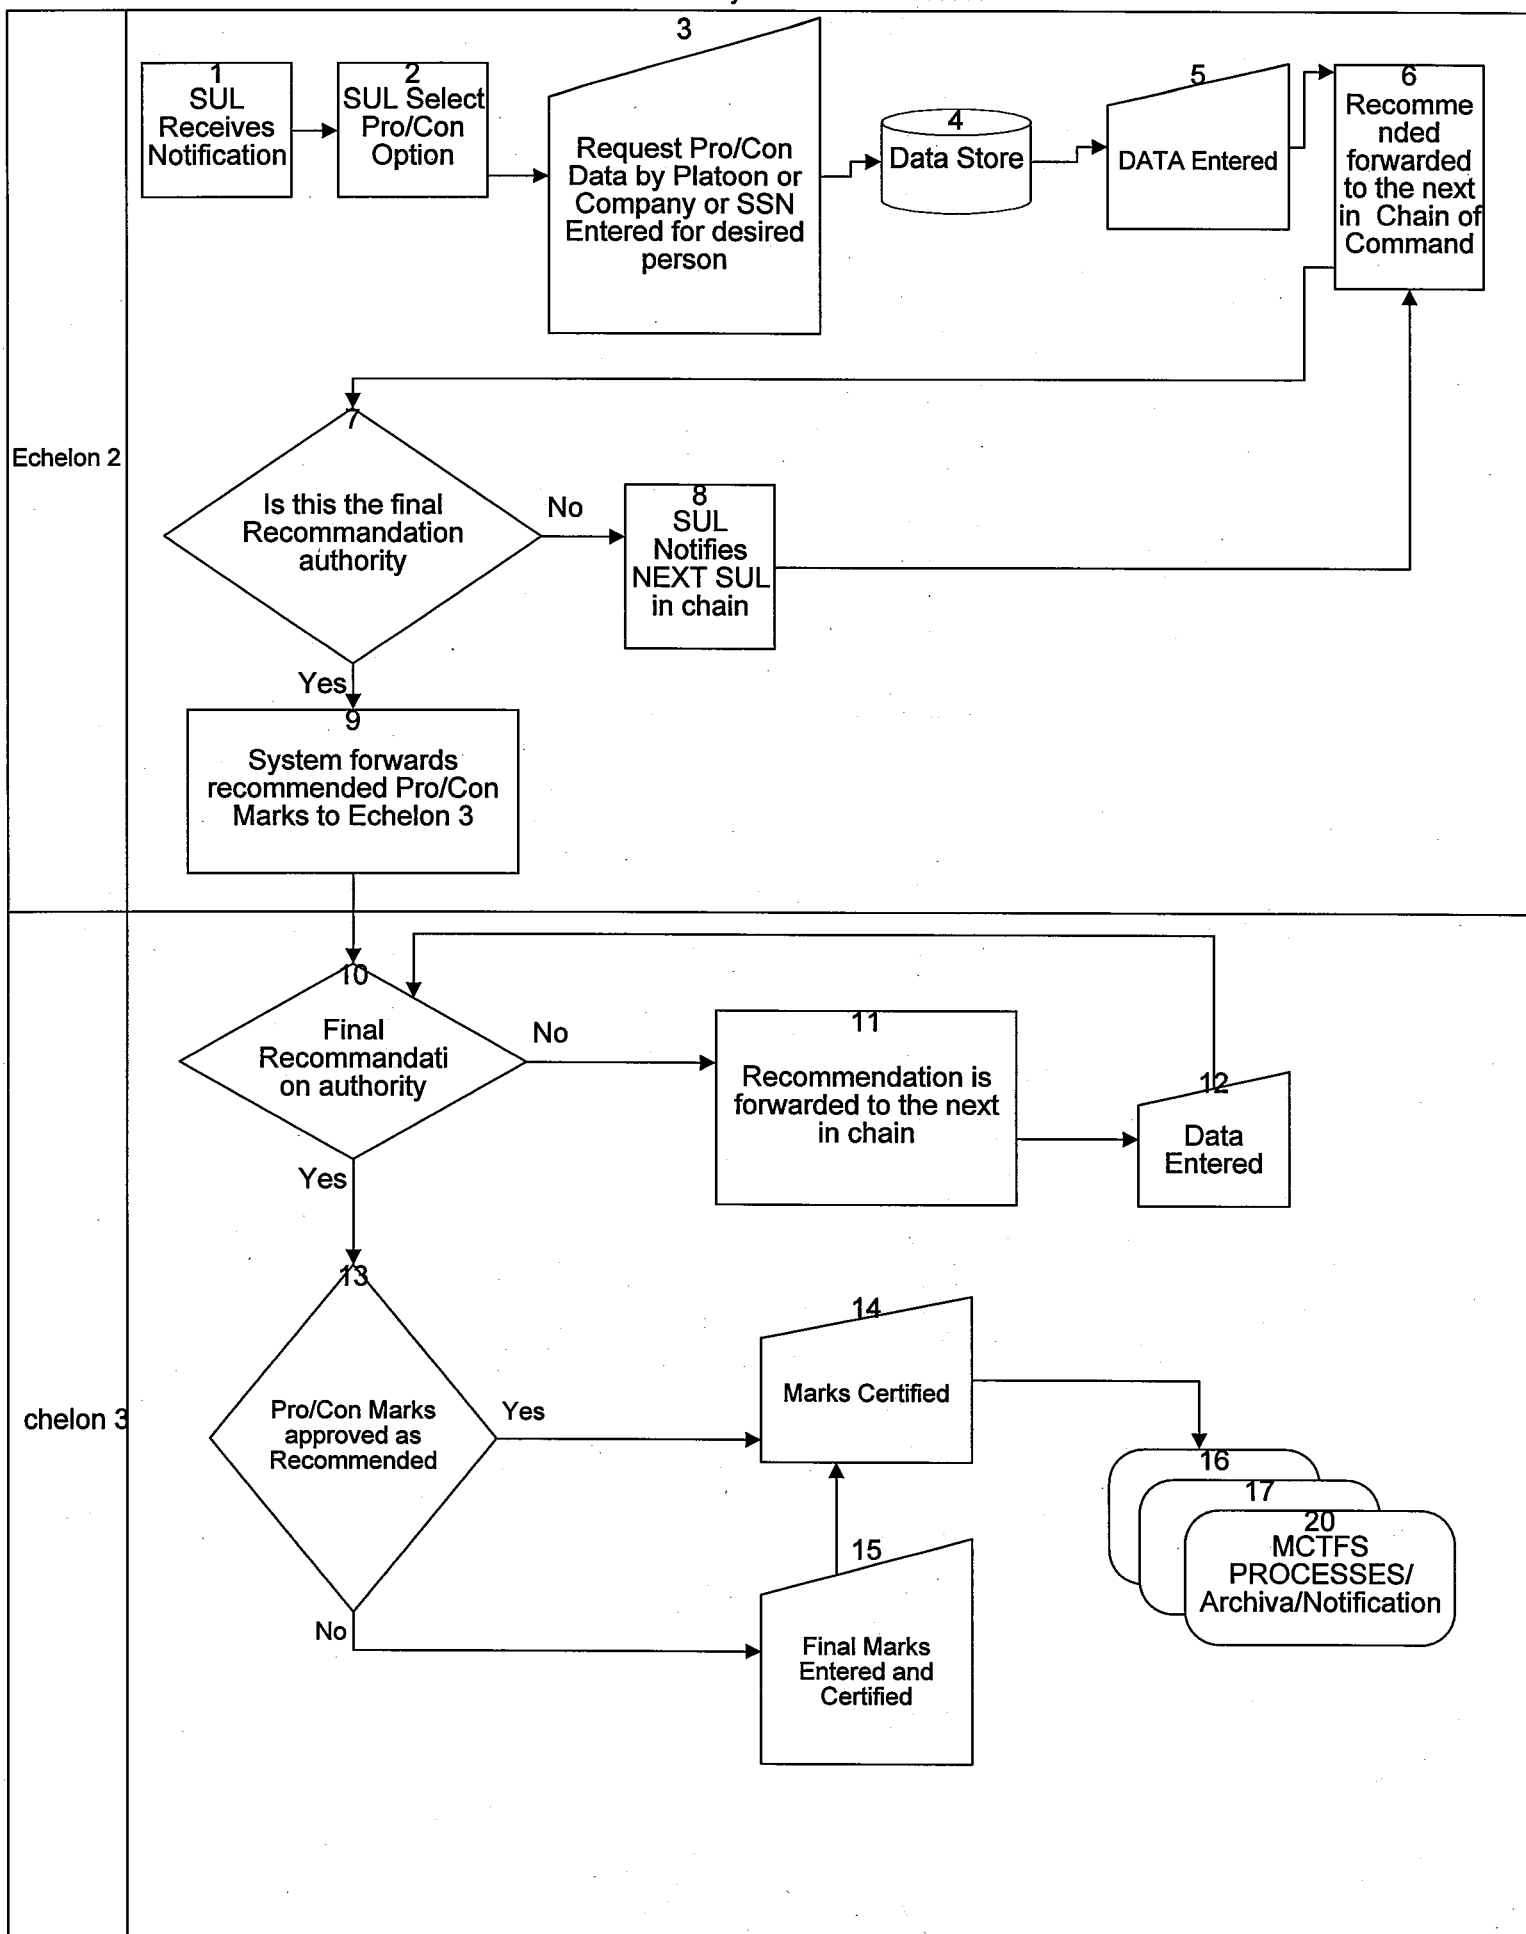 3
1
SUL
Receives
Notification
2
SUL Select
Pro/Con
Option
Request Pro/Con
Data by Platoon or
Company or SSN
Entered for desired
person
4
Data Store
5
DATA Entered
6
Recomme
nded
forwarded
to the next
in Chain of
Command
Echelon 2
7
Is this the final
Recommandation
authority
No
8
SUL
Notifies
NEXT SUL
in chain
Yes
9
System forwards
recommended Pro/Con
Marks to Echelon 3
10
Final
Recommandati
on authority
No
11
Recommendation is
forwarded to the next
in chain
12
Data
Entered
Yes
chelon 3
13
Pro/Con Marks
approved as
Recommended
Yes
14
Marks Certified
No
15
Final Marks
Entered and
Certified
16
17
20
MCTFS
PROCESSES/
Archiva/Notification